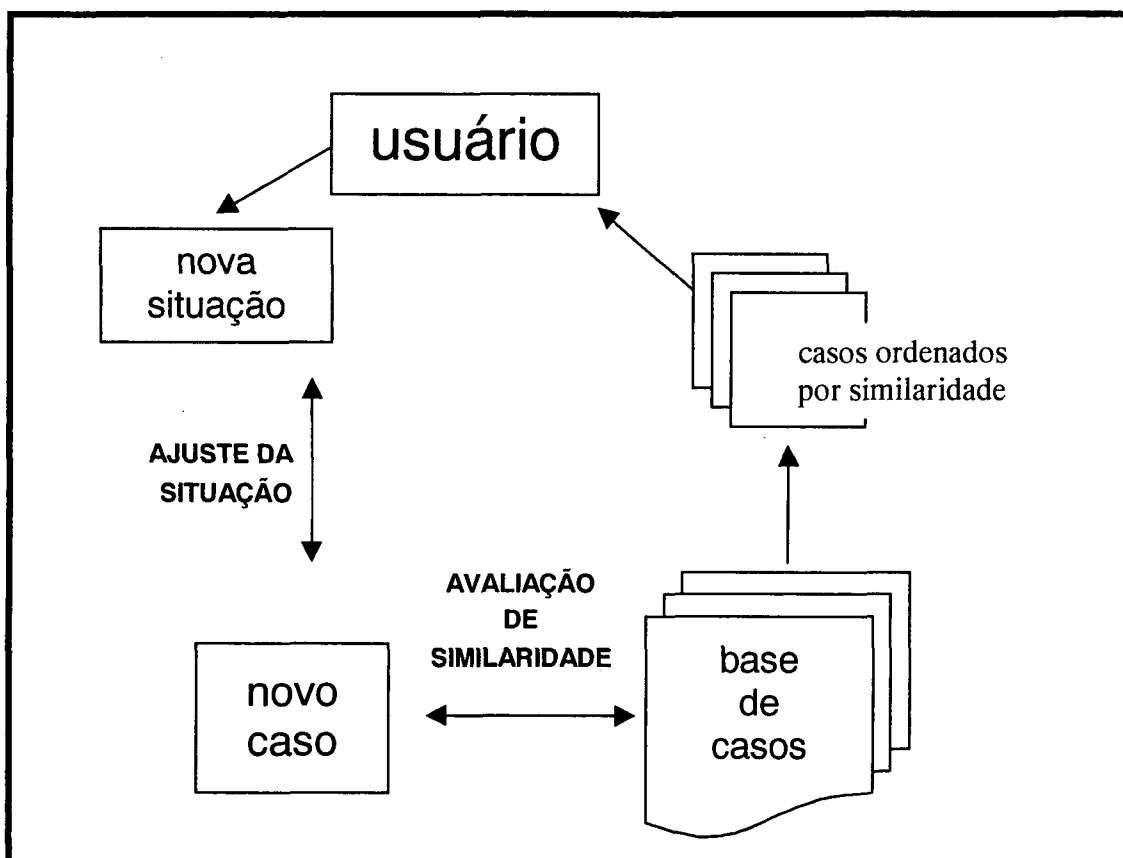 usuário
nova
situação
casos ordenados
por similaridade
AJUSTE DA
SITUAÇÃO
AVALIAÇÃO
DE
SIMILARIDADE
novo
caso
base
de
casos